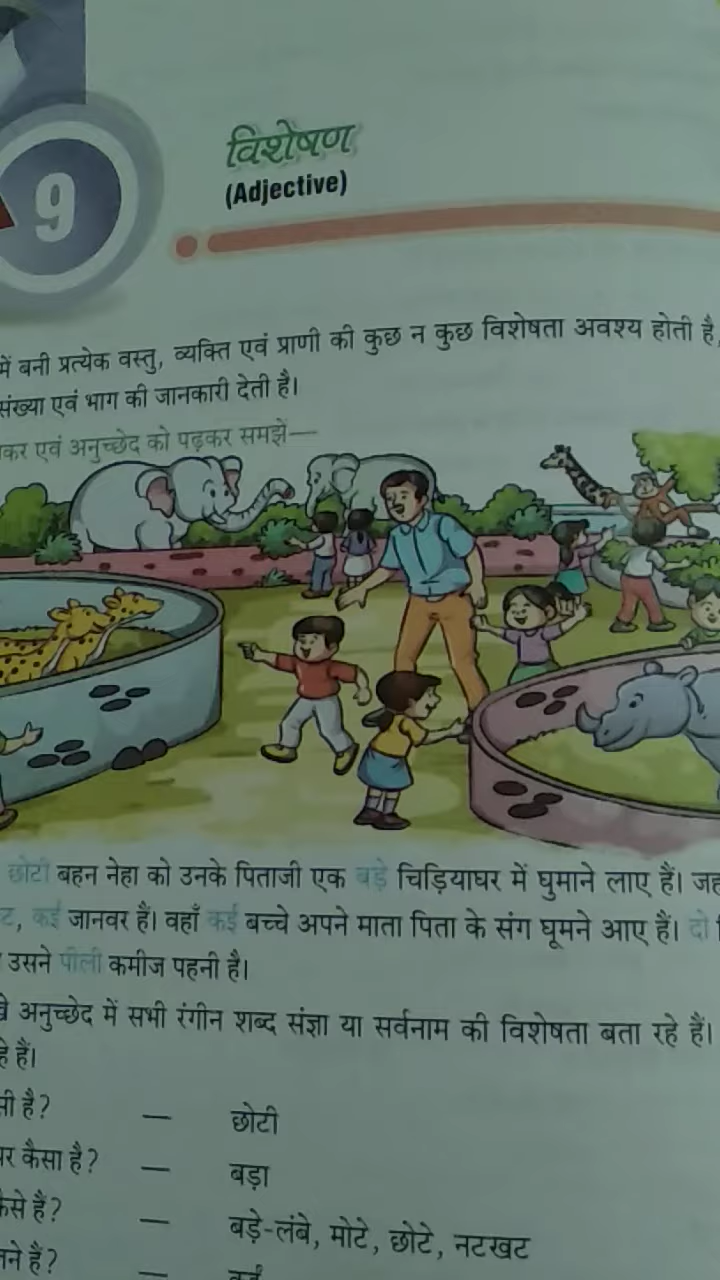 9
विशेषण
(Adjective)
में बनी प्रत्येक वस्तु, व्यक्ति एवं प्राणी की कुछ न कुछ विशेषता अवश्य होती है,
संख्या एवं भाग की जानकारी देती है।
कर एवं अनुच्छेद को पढ़कर समझें—
छोटी बहन नेहा को उनके पिताजी एक बड़े चिड़ियाघर में घुमाने लाए हैं। जह
कई जानवर हैं। वहाँ कई बच्चे अपने माता पिता के संग घूमने आए हैं। दो
उसने पीली कमीज पहनी है।
अनुच्छेद में सभी रंगीन शब्द संज्ञा या सर्वनाम की विशेषता बता रहे हैं।
हे हैं।
सी है? — छोटी
र कैसा है? — बड़ा
कैसे हैं? — बड़े-लंबे, मोटे, छोटे, नटखट
तने हैं? — कई